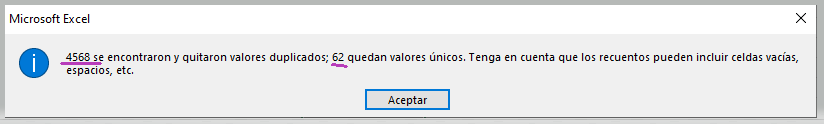 Microsoft Excel
4568 se encontraron y quitaron valores duplicados; 62 quedan valores únicos. Tenga en cuenta que los recuentos pueden incluir celdas vacías,
espacios, etc.
Aceptar